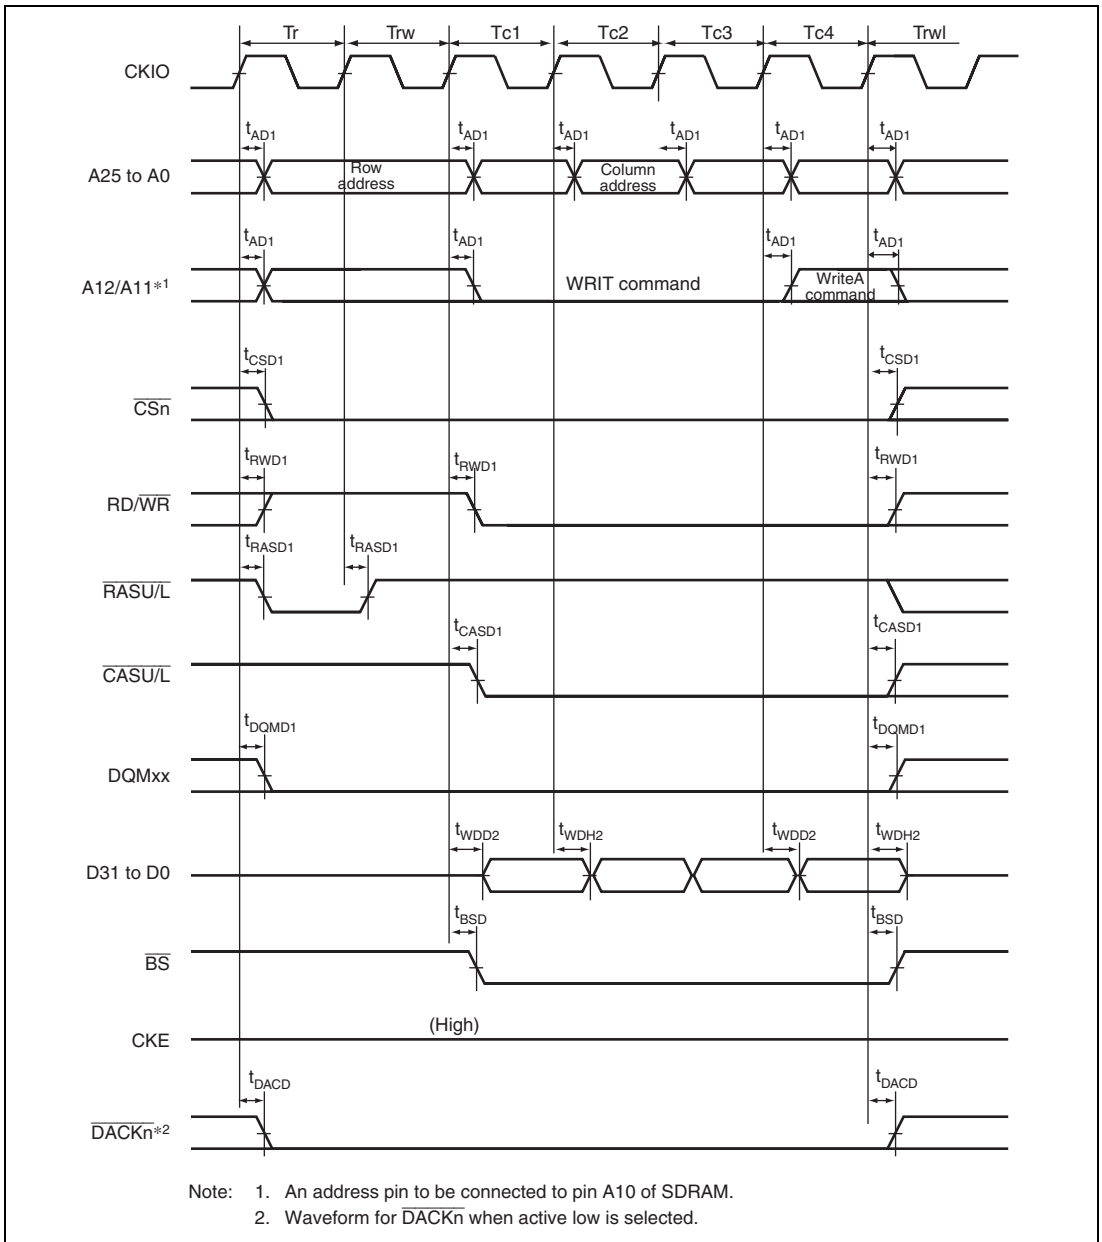 Tr Trw Tc1 Tc2 Tc3 Tc4 Trwl
CKIO
tAD1 tAD1 tAD1 tAD1 tAD1 tAD1
A25 to A0
Row
address
Column
address
tAD1 tAD1 tAD1 tAD1
A12/A11*1
WRIT command
WriteA
command
tCSD1 tCSD1
CSn
tRWD1 tRWD1 tRWD1
RD/WR
tRASD1 tRASD1
RASU/L
tCASD1 tCASD1
CASU/L
tDQMD1 tDQMD1
DQMxx
tWDD2 tWDH2 tWDD2 tWDH2
D31 to D0
tBSD tBSD
BS
(High)
CKE
tDACD tDACD
DACKn*2
Note: 1. An address pin to be connected to pin A10 of SDRAM.
2. Waveform for DACKn when active low is selected.